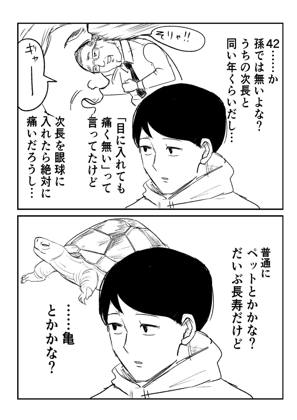 42……か
孫では無いよな?
うちの次長と
同い年くらいだし…
そりゃ!!
ギャー
「目に入れても
痛く無い」って
言ってたけど
次長を眼球に
入れたら絶対に
痛いだろうし…
普通に
ペットとかかな?
だいぶ長寿だけど
……亀
とかかな?